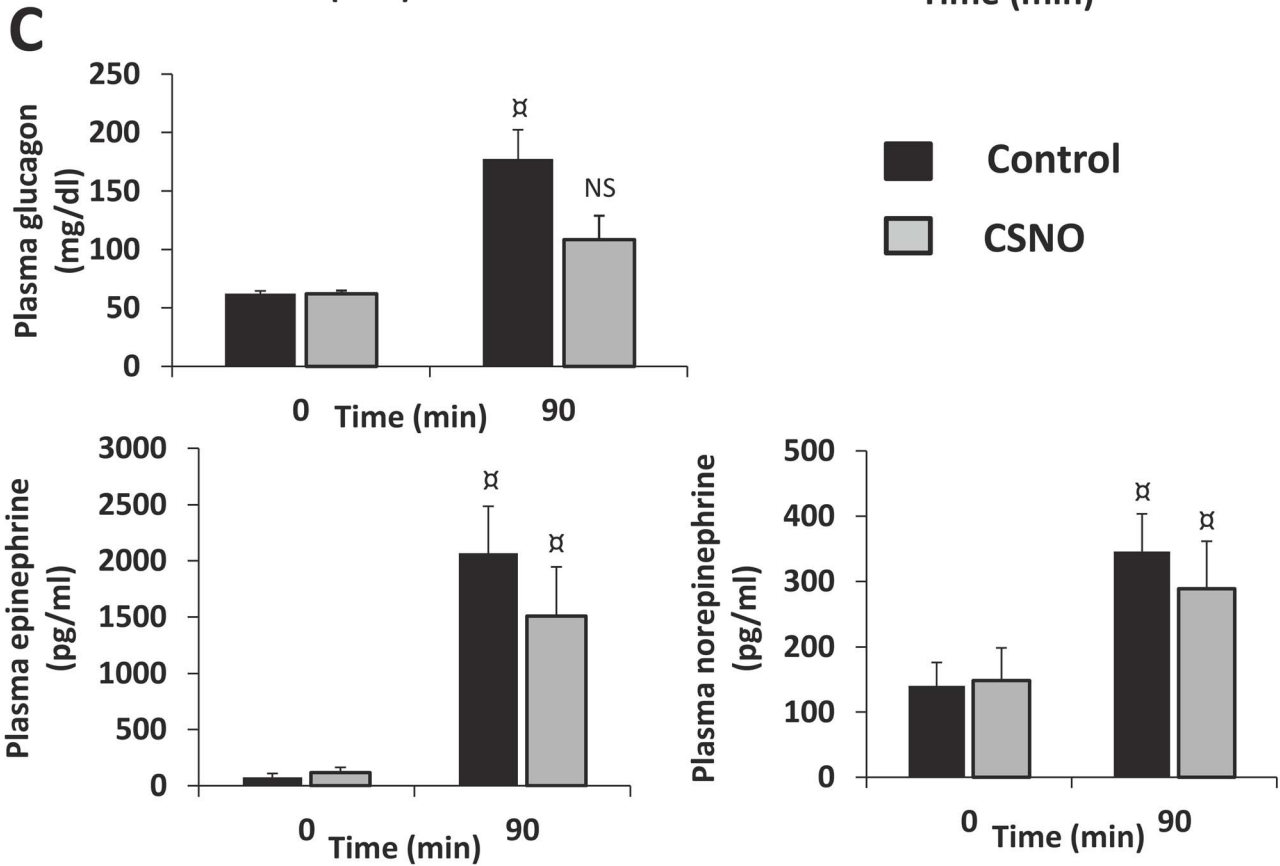 Time (min)
C
Plasma glucagon
(mg/dl)
250
200
150
100
50
0
¤
NS
0 Time (min) 90
Control
CSNO
Plasma epinephrine
(pg/ml)
3000
2500
2000
1500
1000
500
0
¤
¤
0 Time (min) 90
Plasma norepinephrine
(pg/ml)
500
400
300
200
100
0
¤
¤
0 Time (min) 90